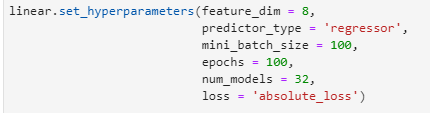 linear.set_hyperparameters(feature_dim = 8,
                           predictor_type = 'regressor',
                           mini_batch_size = 100,
                           epochs = 100,
                           num_models = 32,
                           loss = 'absolute_loss')